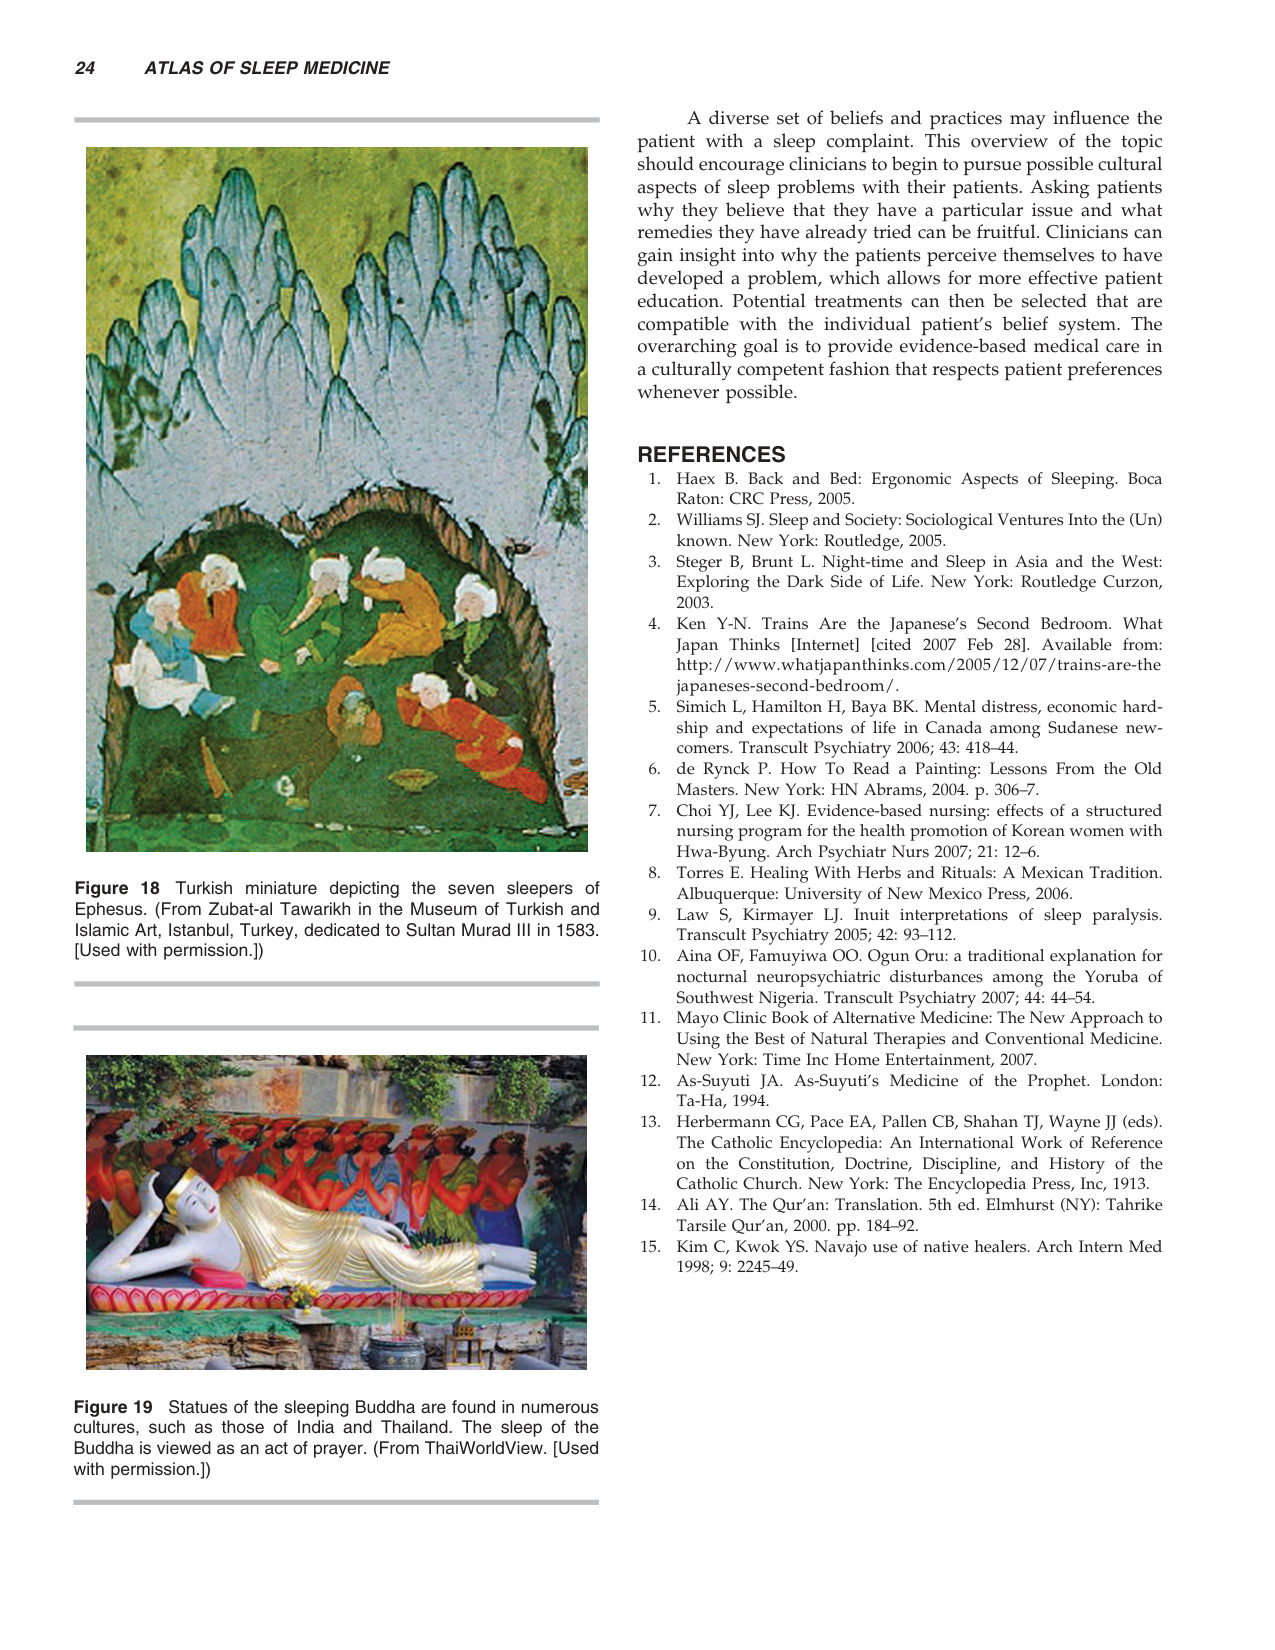 24 ATLAS OF SLEEP MEDICINE
Figure 18 Turkish miniature depicting the seven sleepers of
Ephesus. (From Zubat-al Tawarikh in the Museum of Turkish and
Islamic Art, Istanbul, Turkey, dedicated to Sultan Murad III in 1583.
[Used with permission.])
Figure 19 Statues of the sleeping Buddha are found in numerous
cultures, such as those of India and Thailand. The sleep of the
Buddha is viewed as an act of prayer. (From ThaiWorldView. [Used
with permission.])
A diverse set of beliefs and practices may influence the
patient with a sleep complaint. This overview of the topic
should encourage clinicians to begin to pursue possible cultural
aspects of sleep problems with their patients. Asking patients
why they believe that they have a particular issue and what
remedies they have already tried can be fruitful. Clinicians can
gain insight into why the patients perceive themselves to have
developed a problem, which allows for more effective patient
education. Potential treatments can then be selected that are
compatible with the individual patient's belief system. The
overarching goal is to provide evidence-based medical care in
a culturally competent fashion that respects patient preferences
whenever possible.
REFERENCES
1. Haex B. Back and Bed: Ergonomic Aspects of Sleeping. Boca
Raton: CRC Press, 2005.
2. Williams SJ. Sleep and Society: Sociological Ventures Into the (Un)
known. New York: Routledge, 2005.
3. Steger B, Brunt L. Night-time and Sleep in Asia and the West:
Exploring the Dark Side of Life. New York: Routledge Curzon,
2003.
4. Ken Y-N. Trains Are the Japanese's Second Bedroom. What
Japan Thinks [Internet] [cited 2007 Feb 28]. Available from:
http://www.whatjapanthinks.com/2005/12/07/trains-are-the
japaneses-second-bedroom/.
5. Simich L, Hamilton H, Baya BK. Mental distress, economic hard-
ship and expectations of life in Canada among Sudanese new-
comers. Transcult Psychiatry 2006; 43: 418–44.
6. de Rynck P. How To Read a Painting: Lessons From the Old
Masters. New York: HN Abrams, 2004. p. 306–7.
7. Choi YJ, Lee KJ. Evidence-based nursing: effects of a structured
nursing program for the health promotion of Korean women with
Hwa-Byung. Arch Psychiatr Nurs 2007; 21: 12–6.
8. Torres E. Healing With Herbs and Rituals: A Mexican Tradition.
Albuquerque: University of New Mexico Press, 2006.
9. Law S, Kirmayer LJ. Inuit interpretations of sleep paralysis.
Transcult Psychiatry 2005; 42: 93–112.
10. Aina OF, Famuyiwa OO. Ogun Oru: a traditional explanation for
nocturnal neuropsychiatric disturbances among the Yoruba of
Southwest Nigeria. Transcult Psychiatry 2007; 44: 44–54.
11. Mayo Clinic Book of Alternative Medicine: The New Approach to
Using the Best of Natural Therapies and Conventional Medicine.
New York: Time Inc Home Entertainment, 2007.
12. As-Suyuti JA. As-Suyuti's Medicine of the Prophet. London:
Ta-Ha, 1994.
13. Herbermann CG, Pace EA, Pallen CB, Shahan TJ, Wayne JJ (eds).
The Catholic Encyclopedia: An International Work of Reference
on the Constitution, Doctrine, Discipline, and History of the
Catholic Church. New York: The Encyclopedia Press, Inc, 1913.
14. Ali AY. The Qur'an: Translation. 5th ed. Elmhurst (NY): Tahrike
Tarsile Qur'an, 2000. pp. 184–92.
15. Kim C, Kwok YS. Navajo use of native healers. Arch Intern Med
1998; 9: 2245–49.